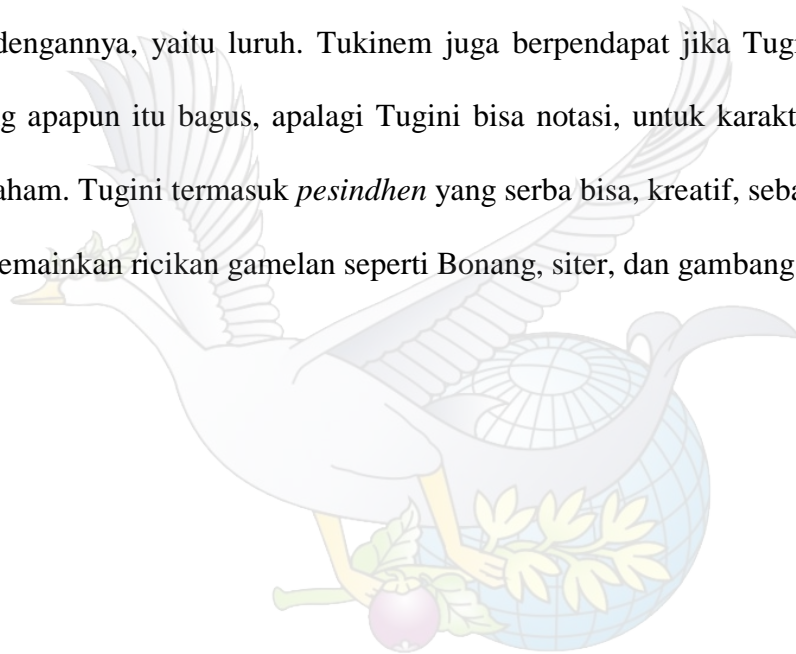 dengannya, yaitu luruh. Tukinem juga berpendapat jika Tugi
g apapun itu bagus, apalagi Tugini bisa notasi, untuk karakt
aham. Tugini termasuk pesindhen yang serba bisa, kreatif, seba
emainkan ricikan gamelan seperti Bonang, siter, dan gambang